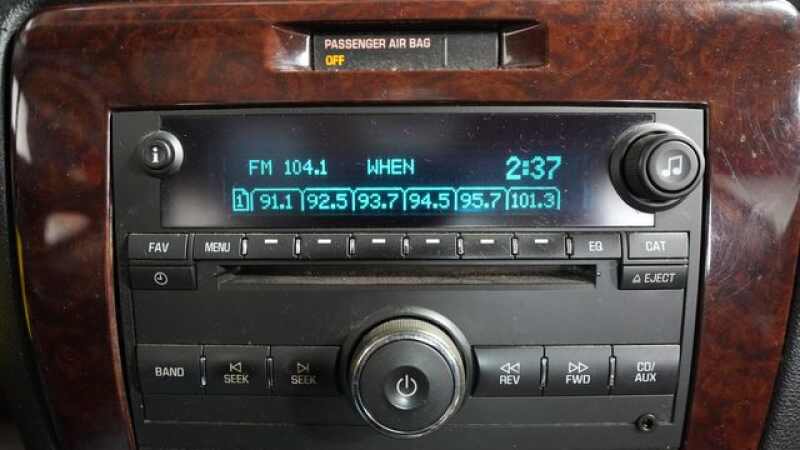 PASSENGER AIR BAG
OFF
i
FM 104.1 WHEN 2:37
1 91.1 92.5 93.7 94.5 95.7 101.3
FAV MENU EQ CAT
EJECT
BAND SEEK SEEK REV FWD CD/AUX